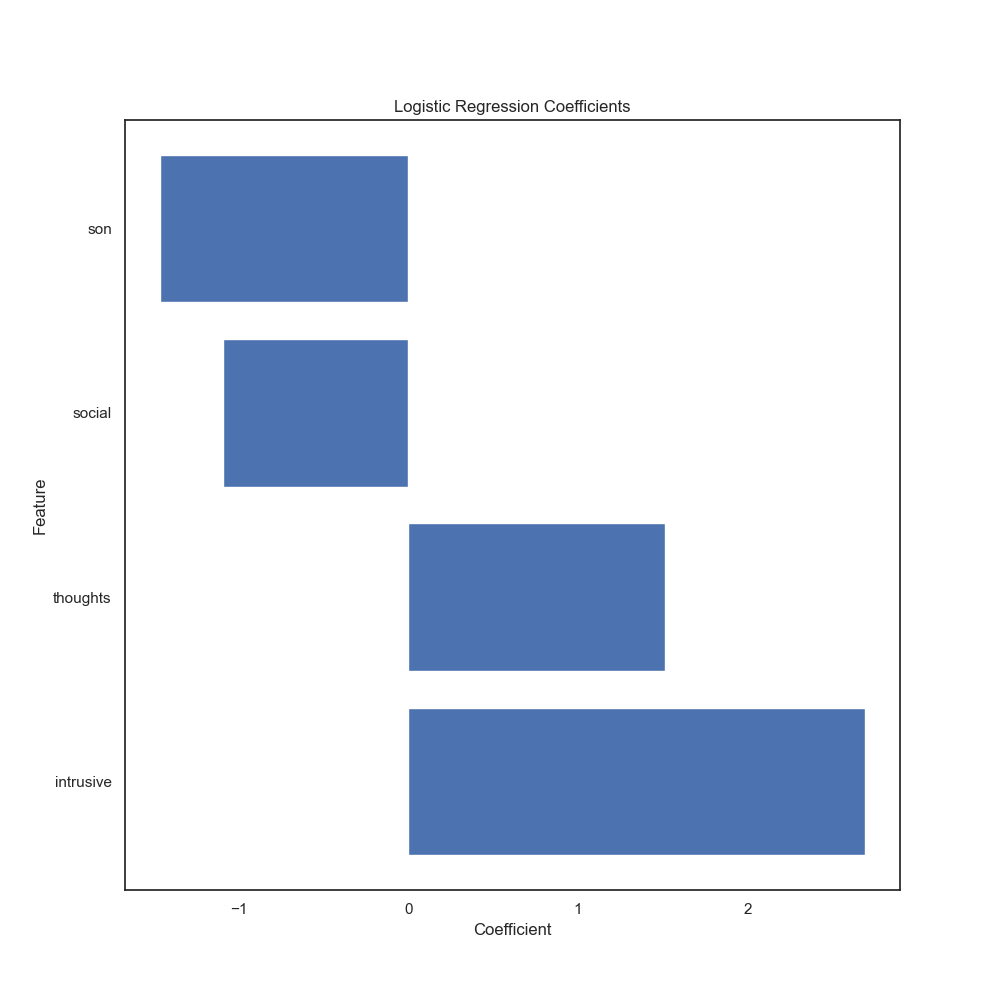 Logistic Regression Coefficients
son
social
thoughts
intrusive
Feature
−1 0 1 2
Coefficient